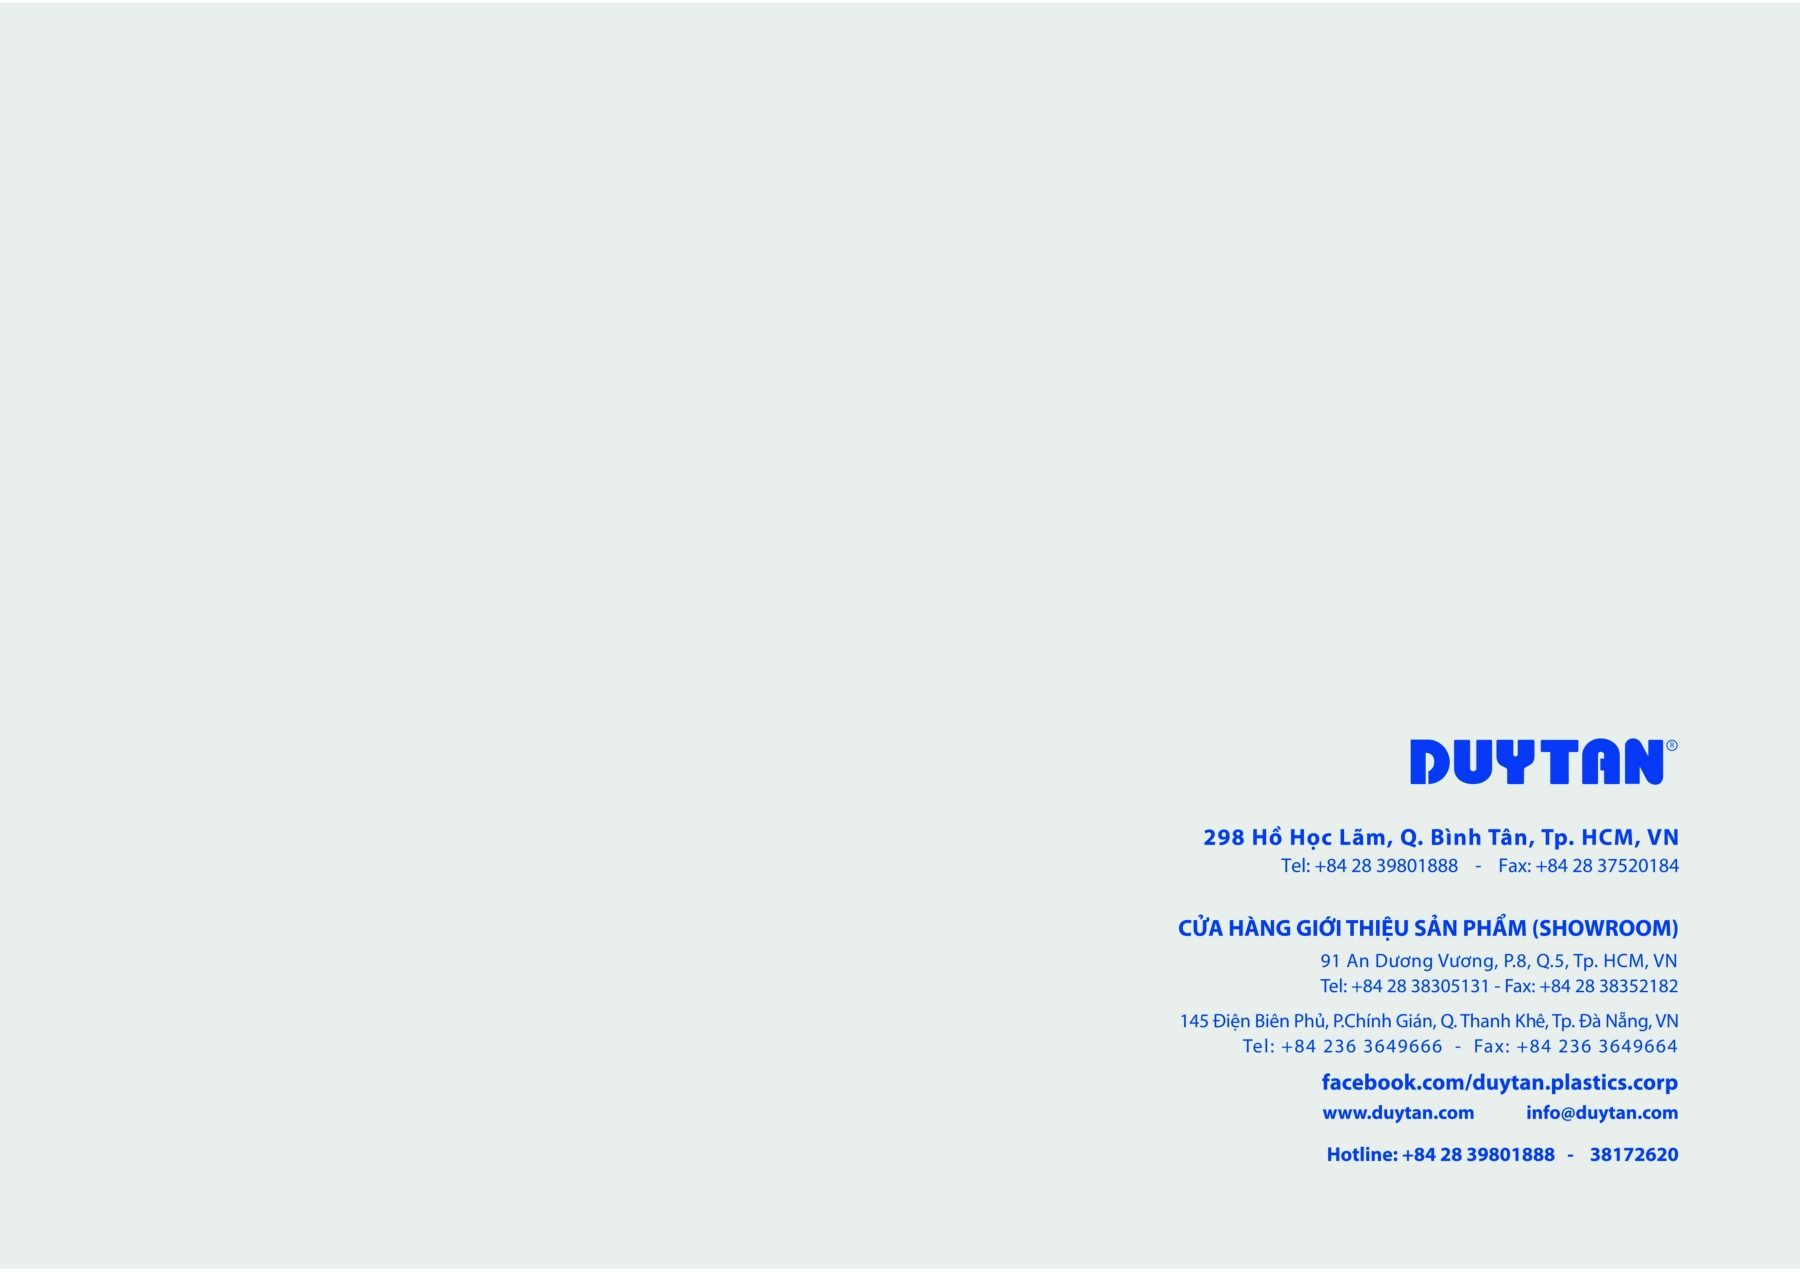 DUYTAN®
298 Hồ Học Lãm, Q. Bình Tân, Tp. HCM, VN
Tel: +84 28 39801888 - Fax: +84 28 37520184
CỬA HÀNG GIỚI THIỆU SẢN PHẨM (SHOWROOM)
91 An Dương Vương, P.8, Q.5, Tp. HCM, VN
Tel: +84 28 38305131 - Fax: +84 28 38352182
145 Điện Biên Phủ, P.Chính Gián, Q. Thanh Khê, Tp. Đà Nẵng, VN
Tel: +84 236 3649666 - Fax: +84 236 3649664
facebook.com/duytan.plastics.corp
www.duytan.com info@duytan.com
Hotline: +84 28 39801888 - 38172620